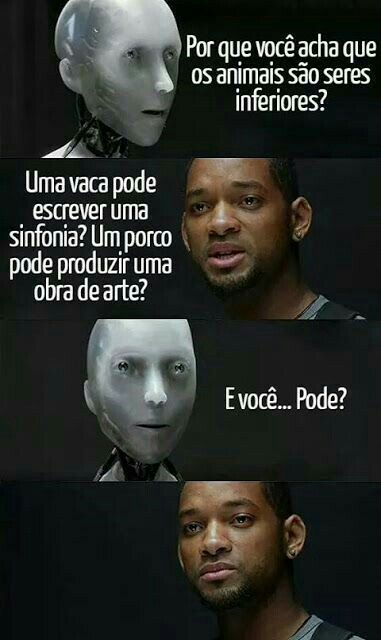 Por que você acha que
os animais são seres
inferiores?
Uma vaca pode
escrever uma
sinfonia? Um porco
pode produzir uma
obra de arte?
E você... Pode?